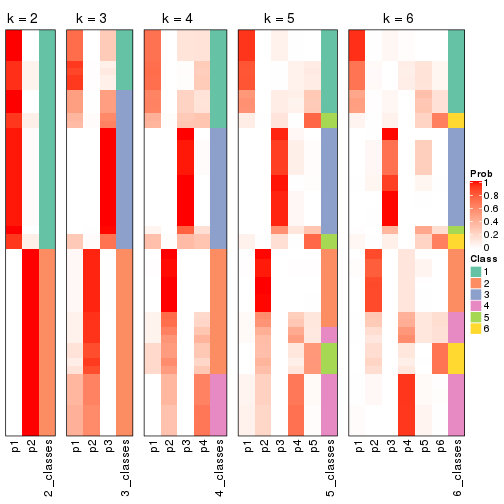 k = 2
k = 3
k = 4
k = 5
k = 6
p1
p2
2_classes
p1
p2
p3
3_classes
p1
p2
p3
p4
4_classes
p1
p2
p3
p4
p5
5_classes
p1
p2
p3
p4
p5
p6
6_classes
Prob
1
0.8
0.6
0.4
0.2
0
Class
1
2
3
4
5
6